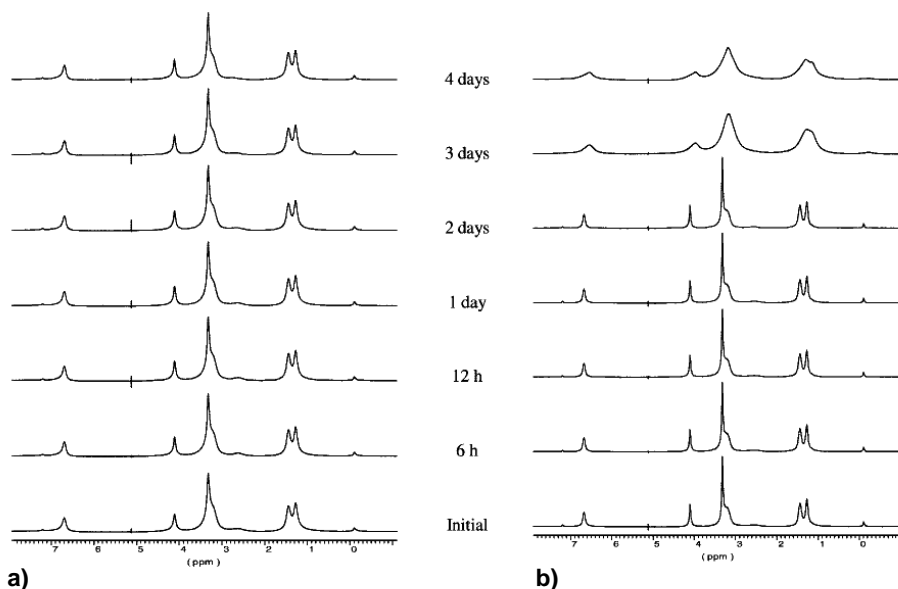 4 days
3 days
2 days
1 day
12 h
6 h
Initial
7 6 5 4 3 2 1 0
(ppm)
7 6 5 4 3 2 1 0
(ppm)
a)
b)